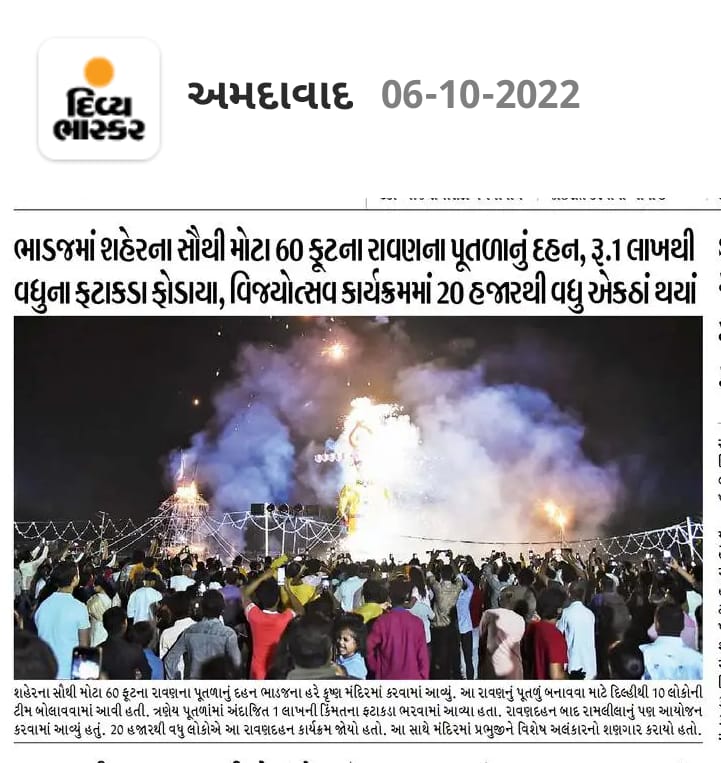 દિવ્ય
ભાસ્કર
અમદાવાદ 06-10-2022
ભાડજમાં શહેરના સૌથી મોટા 60 ફૂટના રાવણના પૂતળાનું દહન, રૂ.1 લાખથી
વધુના ફટાકડા ફોડાયા, વિજયોત્સવ કાર્યક્રમમાં 20 હજારથી વધુ એકઠાં થયાં
શહેરના સૌથી મોટા 60 ફૂટના રાવણના પૂતળાનું દહન ભાડજના હરે કૃષ્ણ મંદિરમાં કરવામાં આવ્યું. આ રાવણનું પૂતળું બનાવવા માટે દિલ્હીથી 10 લોકોની
ટીમ બોલાવવામાં આવી હતી. ત્રણેય પૂતળાંમાં અંદાજિત 1 લાખની કિંમતના ફટાકડા ભરવામાં આવ્યા હતા. રાવણદહન બાદ રામલીલાનું પણ આયોજન
કરવામાં આવ્યું હતું. 20 હજારથી વધુ લોકોએ આ રાવણદહન કાર્યક્રમ જોયો હતો. આ સાથે મંદિરમાં પ્રભુજીને વિશેષ અલંકારનો શણગાર કરાયો હતો.